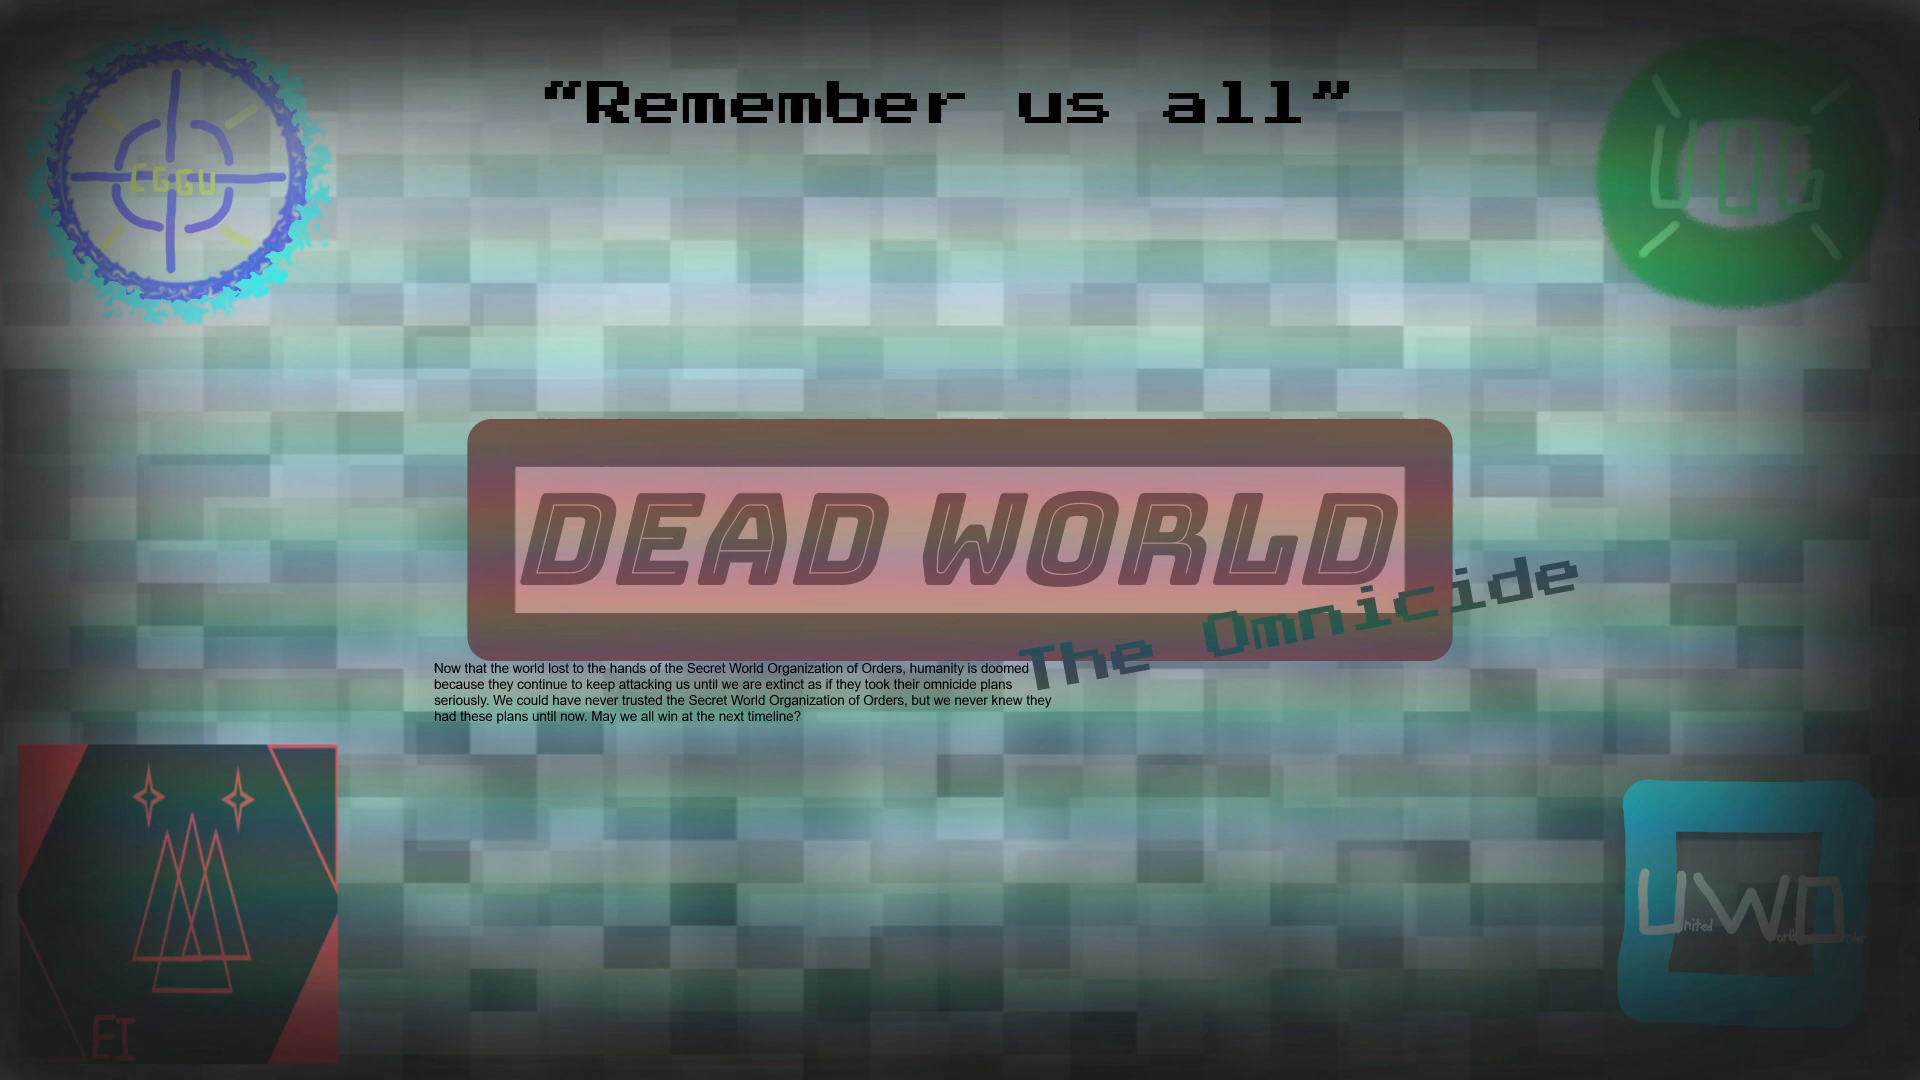 "Remember us all"
CGGU
UOG
DEAD WORLD
The Omnicide
Now that the world lost to the hands of the Secret World Organization of Orders, humanity is doomed
because they continue to keep attacking us until we are extinct as if they took their omnicide plans
seriously. We could have never trusted the Secret World Organization of Orders, but we never knew they
had these plans until now. May we all win at the next timeline?
United World Order
EI